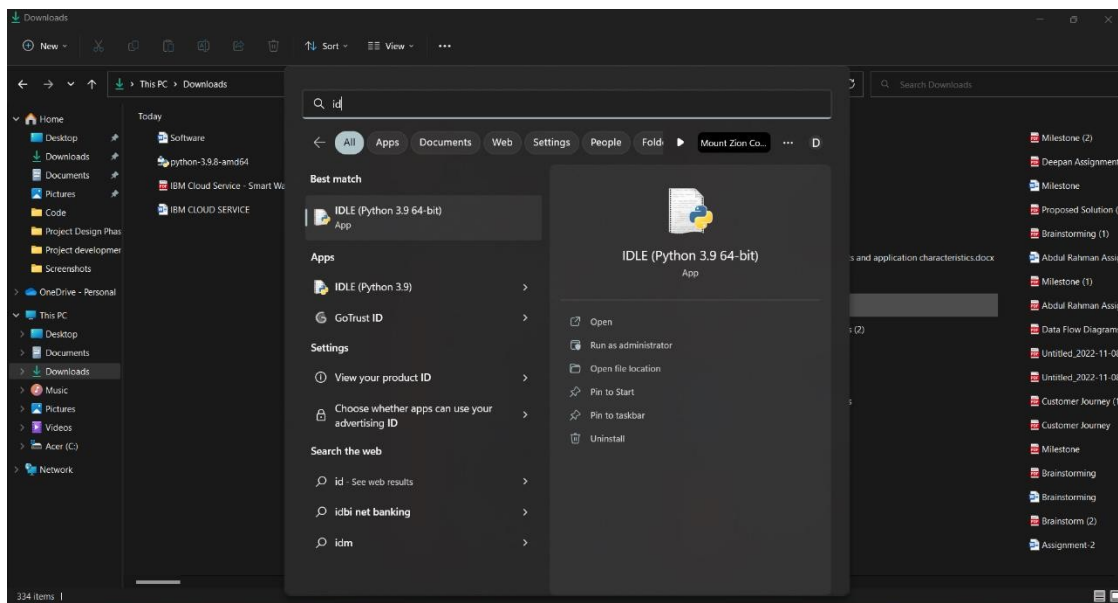 Downloads
New
Sort
View
This PC > Downloads
Search Downloads
Home
Desktop
Downloads
Documents
Pictures
Code
Project Design Phas
Project developmer
Screenshots
OneDrive - Personal
This PC
Desktop
Documents
Downloads
Music
Pictures
Videos
Acer (C:)
Network
334 items
Today
Software
python-3.9.8-amd64
IBM Cloud Service - Smart Wa
IBM CLOUD SERVICE
id
All Apps Documents Web Settings People Fold Mount Zion Co... D
Best match
IDLE (Python 3.9 64-bit)
App
Apps
IDLE (Python 3.9)
GoTrust ID
Settings
View your product ID
Choose whether apps can use your
advertising ID
Search the web
id - See web results
idbi net banking
idm
IDLE (Python 3.9 64-bit)
App
Open
Run as administrator
Open file location
Pin to Start
Pin to taskbar
Uninstall
s and application characteristics.docx
s (2)
Milestone (2)
Deepan Assignment
Milestone
Proposed Solution (
Brainstorming (1)
Abdul Rahman Assi
Milestone (1)
Abdul Rahman Assi
Data Flow Diagram
Untitled_2022-11-08
Untitled_2022-11-08
Customer Journey (1
Customer Journey
Milestone
Brainstorming
Brainstorming
Brainstorm (2)
Assignment-2